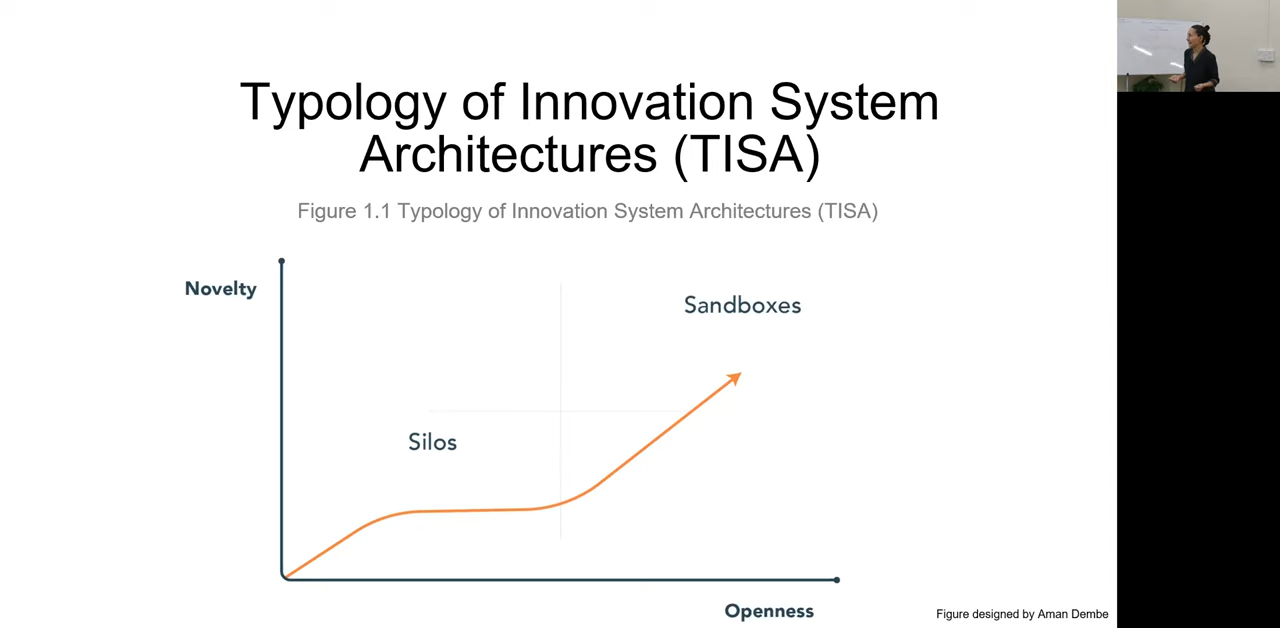 Typology of Innovation System
Architectures (TISA)
Figure 1.1 Typology of Innovation System Architectures (TISA)
Novelty
Sandboxes
Silos
Openness
Figure designed by Aman Dembe